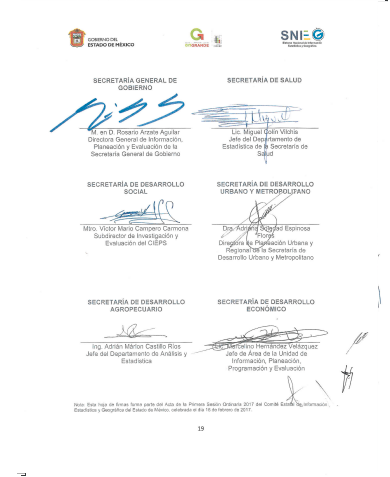 GOBIERNO DEL
ESTADO DE MÉXICO
GRANDE
SNIEG
SECRETARÍA GENERAL DE
GOBIERNO
M. en D. Rosario Arzate Aguilar
Directora General de Información,
Planeación y Evaluación de la
Secretaría General de Gobierno
SECRETARÍA DE SALUD
Lic. Miguel Colín Vilchis
Jefe del Departamento de
Estadística de la Secretaría de
Salud
SECRETARÍA DE DESARROLLO
SOCIAL
Mtro. Víctor Mario Campero Carmona
Subdirector de Investigación y
Evaluación del CIEPS
SECRETARÍA DE DESARROLLO
URBANO Y METROPOLITANO
Dra. Adriana Soledad Espinosa
Flores
Directora de Planeación Urbana y
Regional de la Secretaría de
Desarrollo Urbano y Metropolitano
SECRETARÍA DE DESARROLLO
AGROPECUARIO
Ing. Adrián Márlon Castillo Ríos
Jefe del Departamento de Análisis y
Estadística
SECRETARÍA DE DESARROLLO
ECONÓMICO
Lic. Marcelino Hernández Velázquez
Jefe de Área de la Unidad de
Información, Planeación,
Programación y Evaluación
Nota: Esta hoja de firmas forma parte del Acta de la Primera Sesión Ordinaria 2017 del Comité Estatal de Información
Estadística y Geográfica del Estado de México, celebrada el día 16 de febrero de 2017.
19